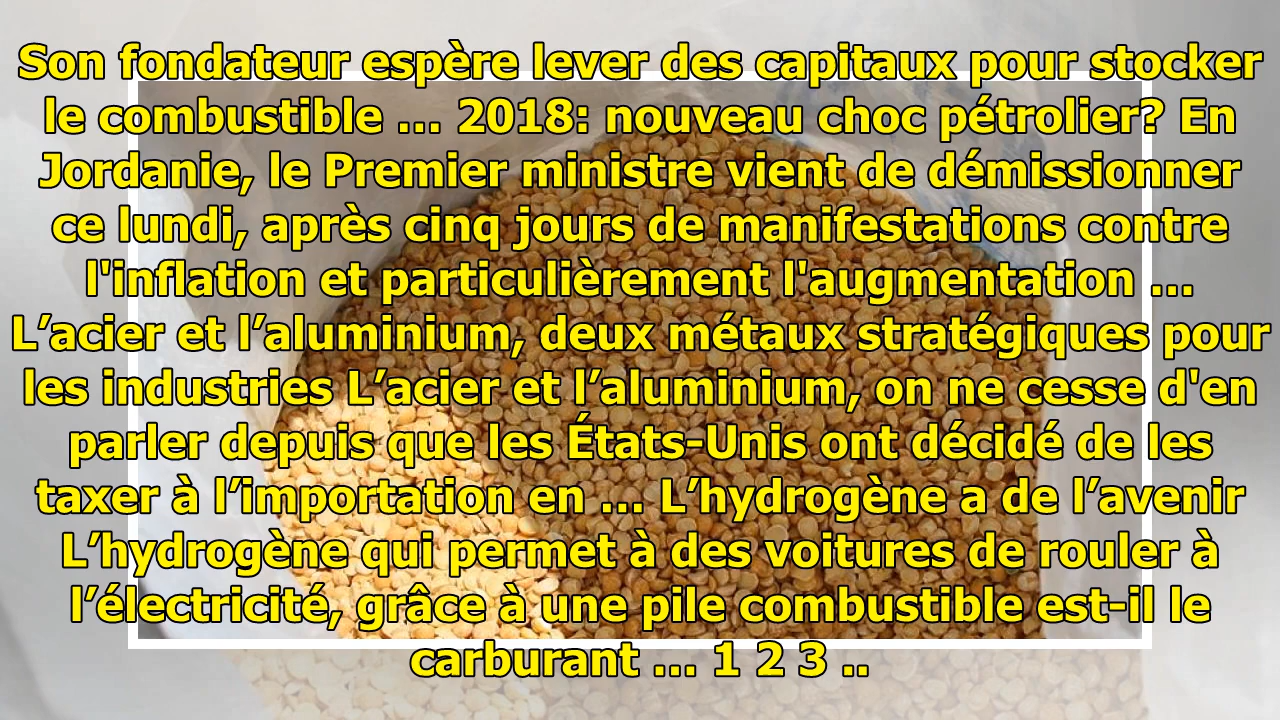 Son fondateur espère lever des capitaux pour stocker
le combustible ... 2018: nouveau choc pétrolier? En
Jordanie, le Premier ministre vient de démissionner
ce lundi, après cinq jours de manifestations contre
l'inflation et particulièrement l'augmentation ...
L’acier et l’aluminium, deux métaux stratégiques pour
les industries L’acier et l’aluminium, on ne cesse d'en
parler depuis que les États-Unis ont décidé de les
taxer à l’importation en ... L’hydrogène a de l’avenir
L’hydrogène qui permet à des voitures de rouler à
l’électricité, grâce à une pile combustible est-il le
carburant ... 1 2 3 ..